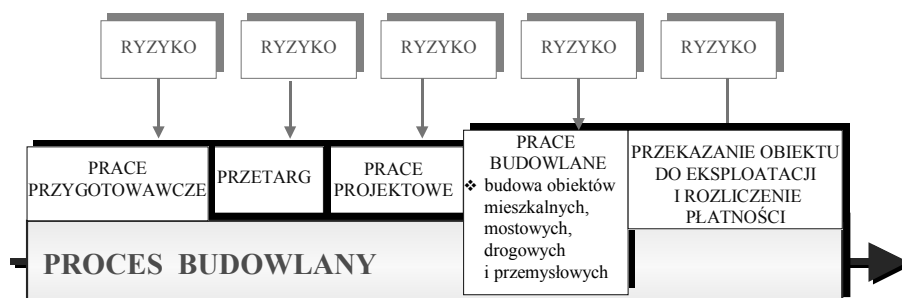 RYZYKO
RYZYKO
RYZYKO
RYZYKO
RYZYKO
PRACE
PRZYGOTOWAWCZE
PRZETARG
PRACE
PROJEKTOWE
PRACE
BUDOWLANE
❖ budowa obiektów
mieszkalnych,
mostowych,
drogowych
i przemysłowych
PRZEKAZANIE OBIEKTU
DO EKSPLOATACJI
I ROZLICZENIE
PŁATNOŚCI
PROCES BUDOWLANY